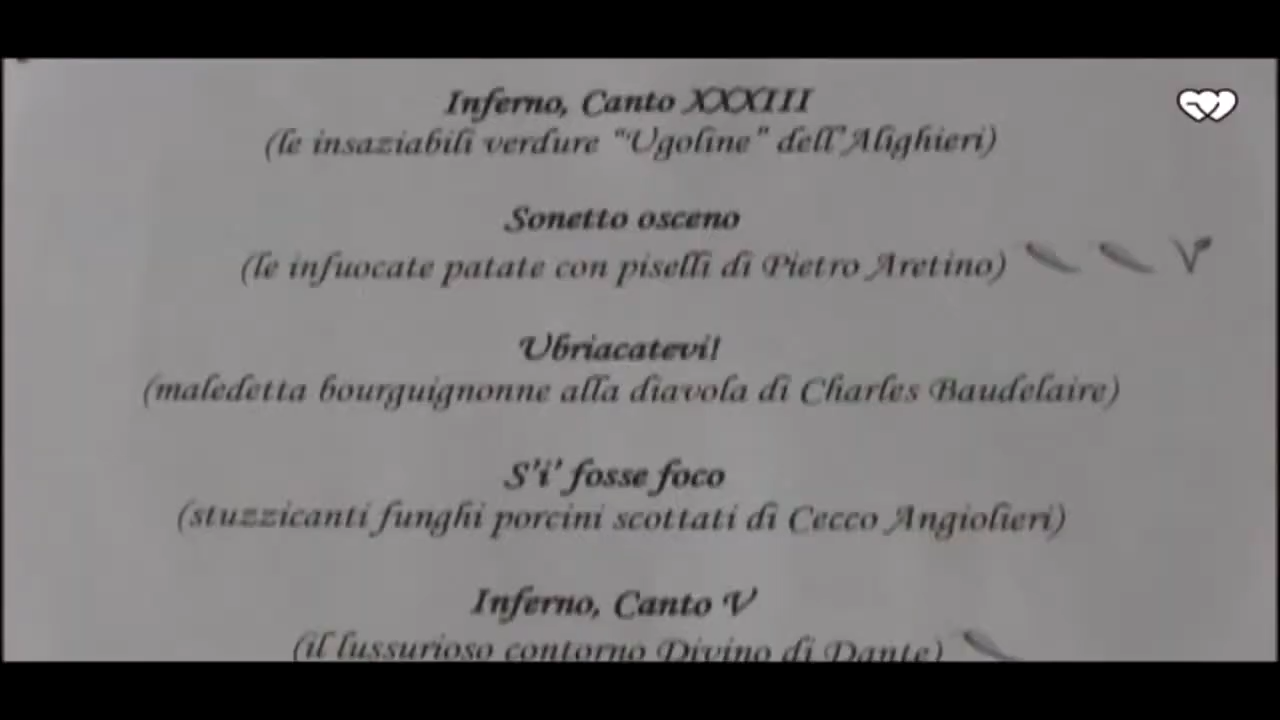 Inferno, Canto XXXIII
(le insaziabili verdure "Ugoline" dell'Alighieri)
Sonetto osceno
(le infuocate patate con piselli di Pietro Aretino)
Ubriacatevi!
(maledetta bourguignonne alla diavola di Charles Baudelaire)
S'i' fosse foco
(stuzzicanti funghi porcini scottati di Cecco Angiolieri)
Inferno, Canto V
(il lussurioso contorno Divino di Dante)